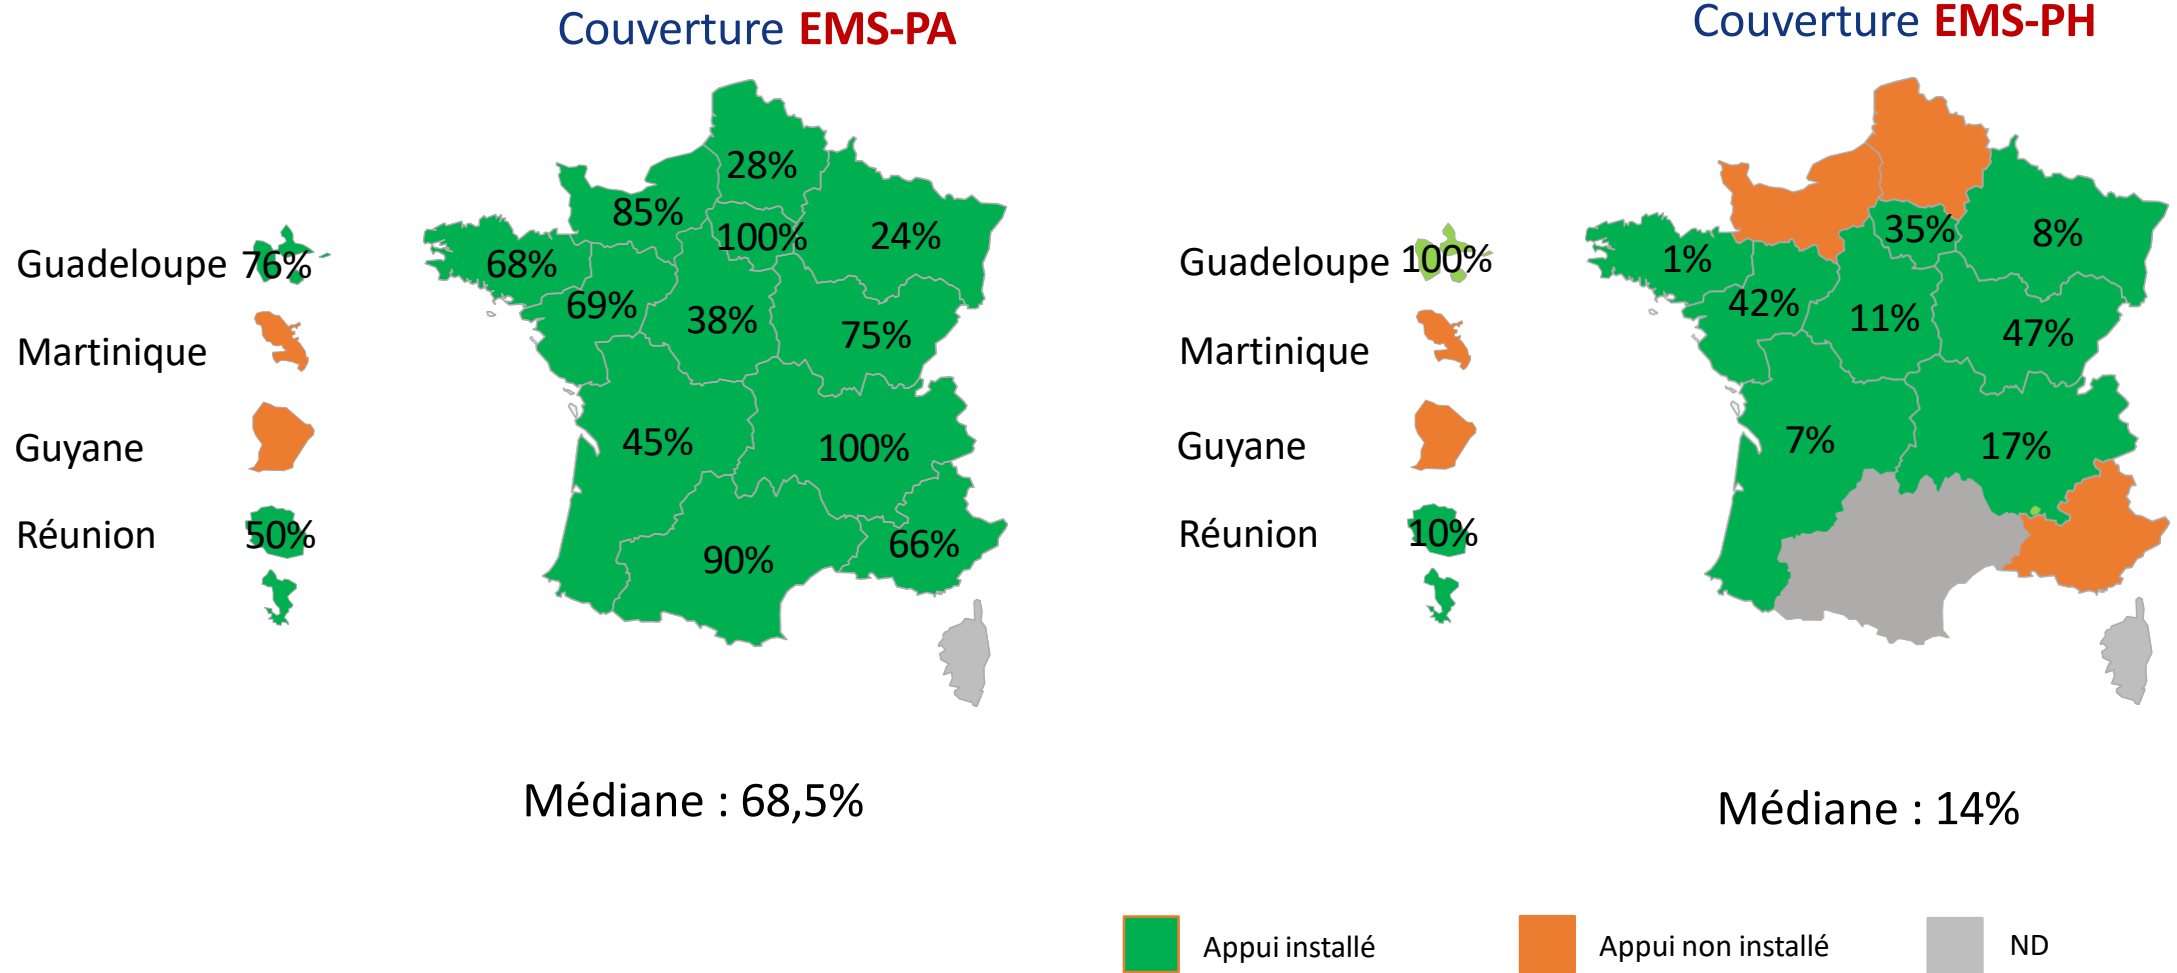 Couverture EMS-PA
28%
85%
100%
24%
68%
69%
38%
75%
45%
100%
90%
66%
Guadeloupe 76%
Martinique
Guyane
Réunion 50%
Médiane : 68,5%
Couverture EMS-PH
35%
8%
1%
42%
11%
47%
7%
17%
Guadeloupe 100%
Martinique
Guyane
Réunion 10%
Médiane : 14%
Appui installé
Appui non installé
ND